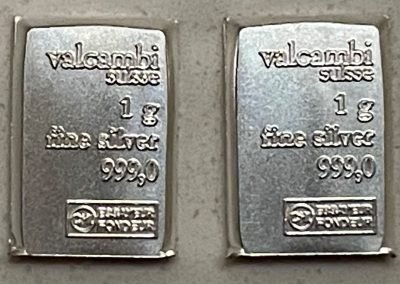 valcambi
suisse
1 g
fine silver
999,0
ESSAYEUR
FONDEUR
valcambi
suisse
1 g
fine silver
999,0
ESSAYEUR
FONDEUR